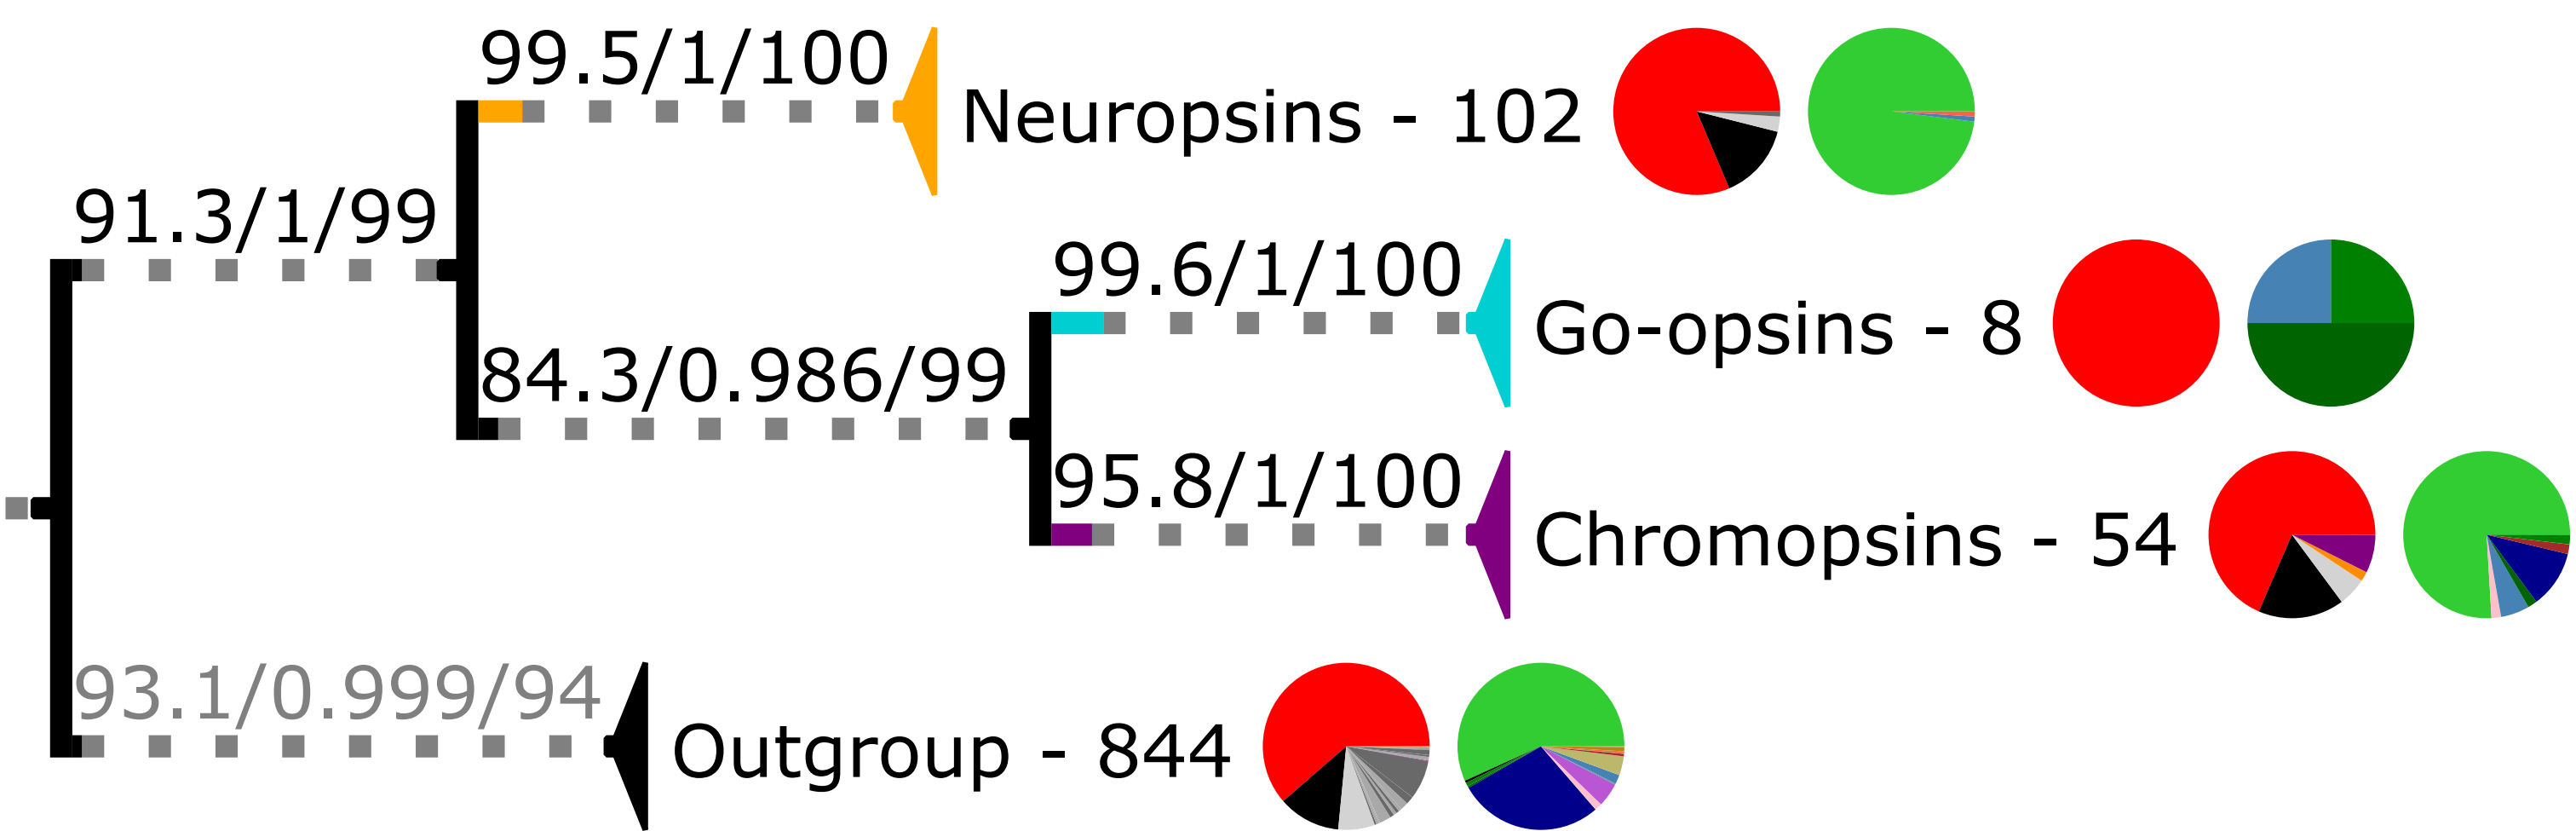 99.5/1/100
Neuropsins - 102
91.3/1/99
99.6/1/100
Go-opsins - 8
84.3/0.986/99
95.8/1/100
Chromopsins - 54
93.1/0.999/94
Outgroup - 844